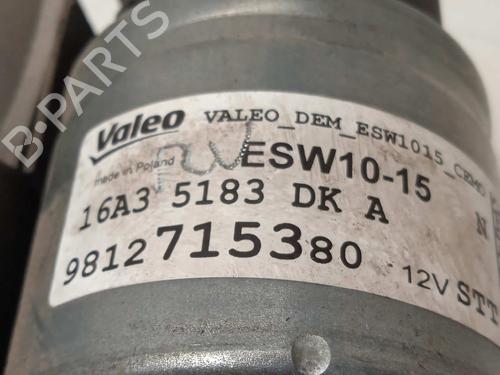 B-PARTS
Valeo VALEO_DEM_ESW1015_CEMO
made in Poland ESW10-15
16A3 5183 DK A N
9812715380 12V STT